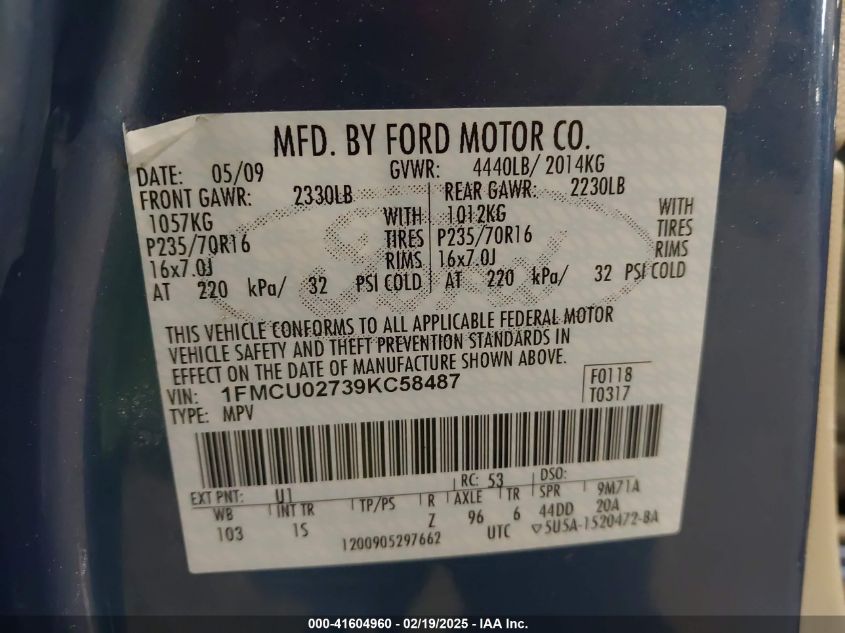 MFD. BY FORD MOTOR CO.
DATE: 05/09 GVWR: 4440LB/ 2014KG
FRONT GAWR: 2330LB REAR GAWR: 2230LB
1057KG WITH 1012KG WITH
P235/70R16 TIRES P235/70R16 TIRES
16x7.0J RIMS 16x7.0J RIMS
AT 220 kPa/ 32 PSI COLD AT 220 kPa/ 32 PSI COLD
THIS VEHICLE CONFORMS TO ALL APPLICABLE FEDERAL MOTOR
VEHICLE SAFETY AND THEFT PREVENTION STANDARDS IN
EFFECT ON THE DATE OF MANUFACTURE SHOWN ABOVE.
VIN: 1FMCU02739KC58487 F0118
TYPE: MPV T0317
EXT PNT: U1 RC: 53 DSO:
WB INT TR TP/PS R AXLE TR SPR 9M71A
103 1S Z 96 6 44DD 20A
1200905297662 UTC ▽5U5A-1520472-BA
000-41604960 - 02/19/2025 - IAA Inc.